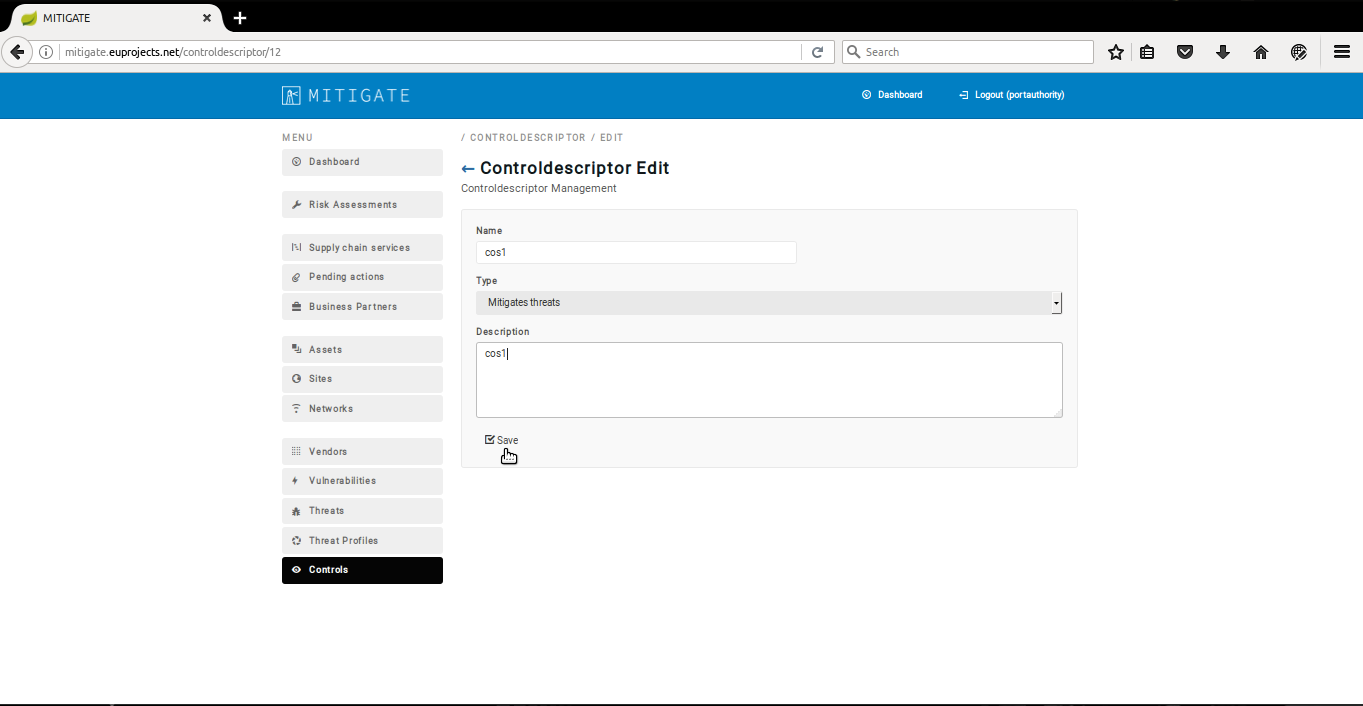 MITIGATE
mitigate.euprojects.net/controldescriptor/12
Search
MITIGATE
Dashboard
Logout (portauthority)
MENU
Dashboard
Risk Assessments
Supply chain services
Pending actions
Business Partners
Assets
Sites
Networks
Vendors
Vulnerabilities
Threats
Threat Profiles
Controls
/ CONTROLDESCRIPTOR / EDIT
← Controldescriptor Edit
Controldescriptor Management
Name
cos1
Type
Mitigates threats
Description
cos1
Save